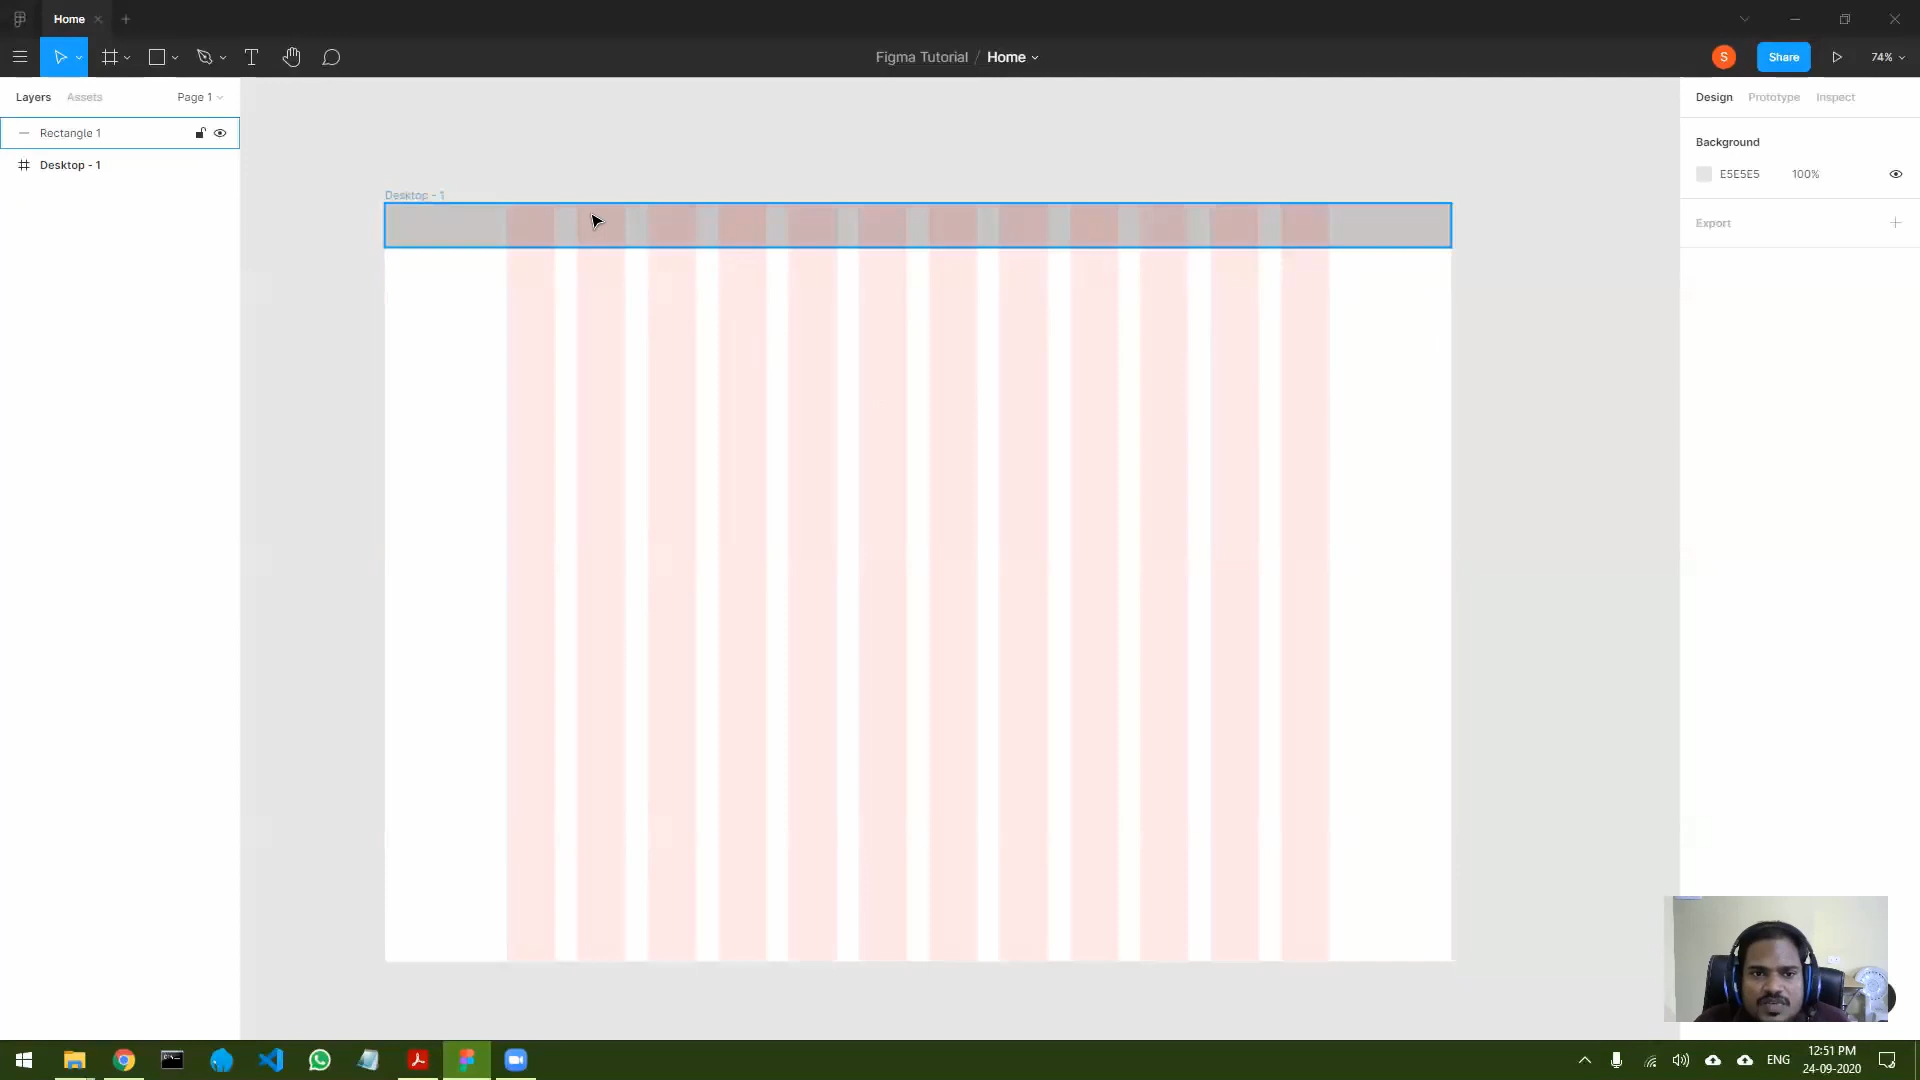 Home
Figma Tutorial / Home
S
Share
74%
Layers
Assets
Page 1
Design
Prototype
Inspect
Rectangle 1
Desktop - 1
Background
E5E5E5
100%
Export
Desktop - 1
ENG
12:51 PM
24-09-2020